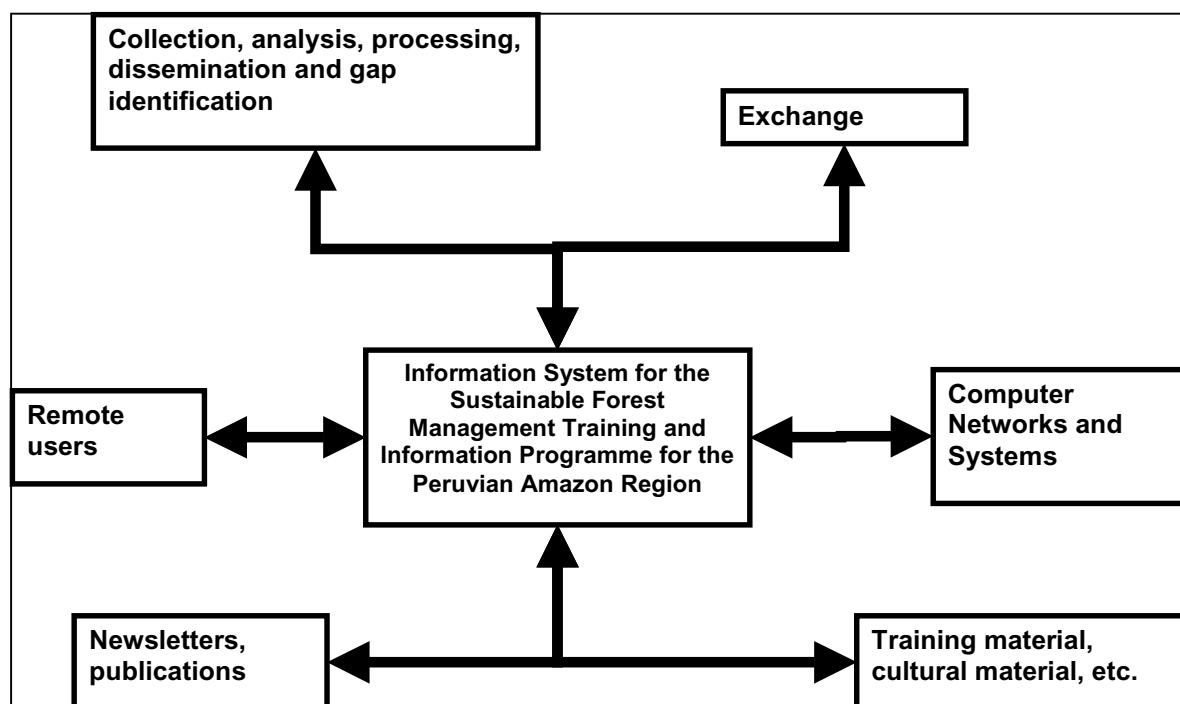 Collection, analysis, processing,
dissemination and gap
identification
Exchange
Information System for the
Sustainable Forest
Management Training and
Information Programme for the
Peruvian Amazon Region
Remote
users
Computer
Networks and
Systems
Newsletters,
publications
Training material,
cultural material, etc.